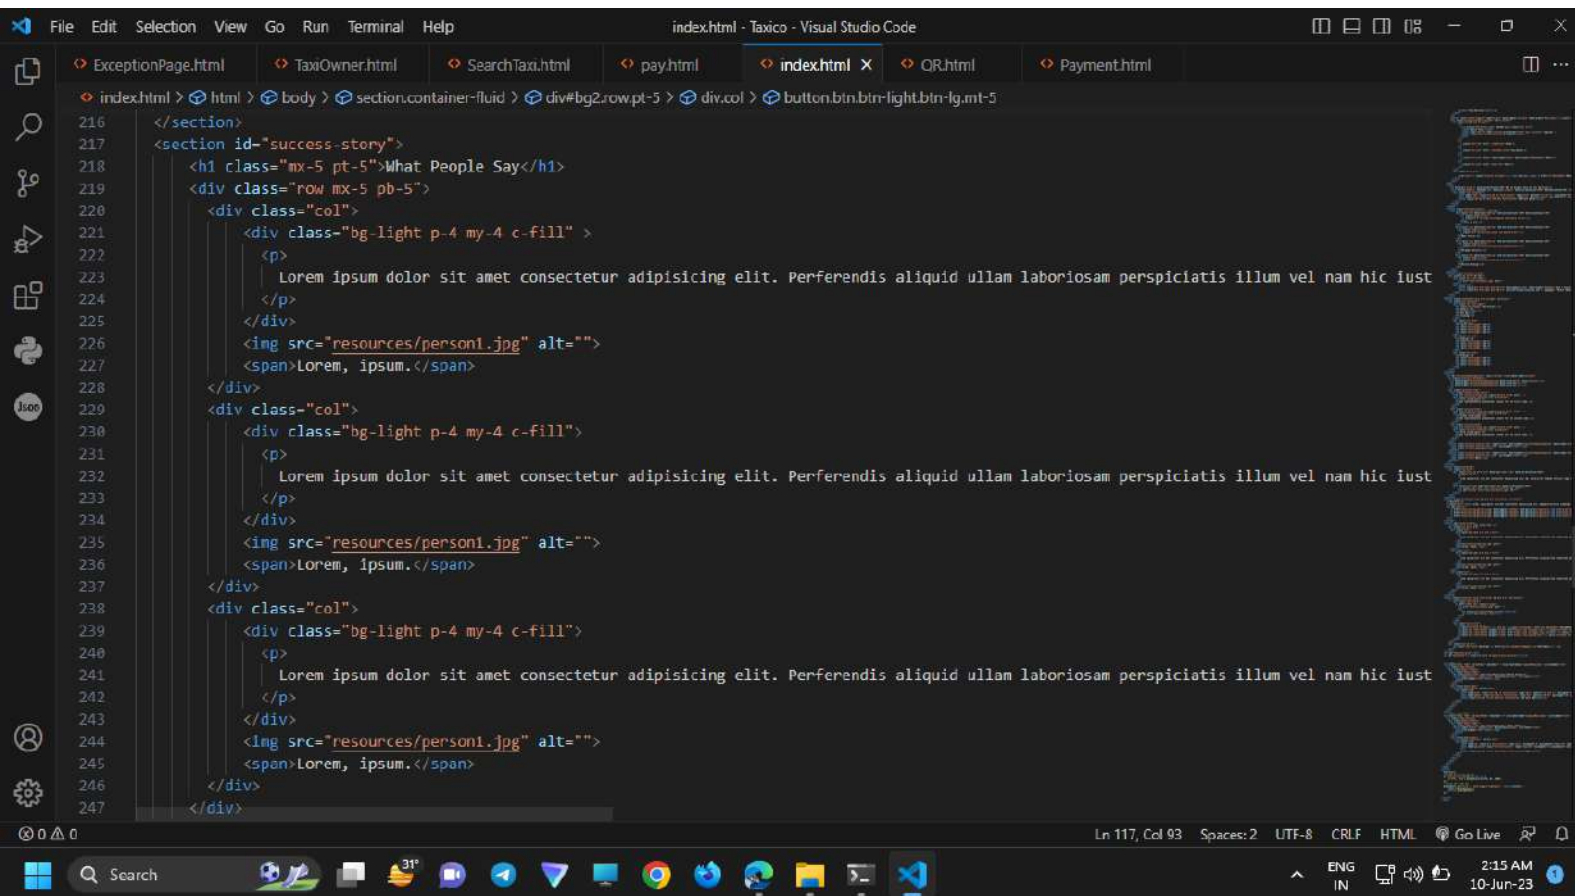 File Edit Selection View Go Run Terminal Help index.html - Taxico - Visual Studio Code
ExceptionPage.html TaxiOwner.html SearchTaxi.html pay.html index.html QR.html Payment.html
index.html > html > body > section.container-fluid > div#bg2.row.pt-5 > div.col > button.btn.btn-light.btn-lg.mt-5
216 </section>
217 <section id="success-story">
218 <h1 class="mx-5 pt-5">What People Say</h1>
219 <div class="row mx-5 pb-5">
220 <div class="col">
221 <div class="bg-light p-4 my-4 c-fill" >
222 <p>
223 Lorem ipsum dolor sit amet consectetur adipisicing elit. Perferendis aliquid ullam laboriosam perspiciatis illum vel nam hic iust
224 </p>
225 </div>
226 <img src="resources/person1.jpg" alt="">
227 <span>Lorem, ipsum.</span>
228 </div>
229 <div class="col">
230 <div class="bg-light p-4 my-4 c-fill">
231 <p>
232 Lorem ipsum dolor sit amet consectetur adipisicing elit. Perferendis aliquid ullam laboriosam perspiciatis illum vel nam hic iust
233 </p>
234 </div>
235 <img src="resources/person1.jpg" alt="">
236 <span>Lorem, ipsum.</span>
237 </div>
238 <div class="col">
239 <div class="bg-light p-4 my-4 c-fill">
240 <p>
241 Lorem ipsum dolor sit amet consectetur adipisicing elit. Perferendis aliquid ullam laboriosam perspiciatis illum vel nam hic iust
242 </p>
243 </div>
244 <img src="resources/person1.jpg" alt="">
245 <span>Lorem, ipsum.</span>
246 </div>
247 </div>
Json
0 0 Ln 117, Col 93 Spaces: 2 UTF-8 CRLF HTML Go Live
Search 31° ENG IN 2:15 AM 10-Jun-23 1